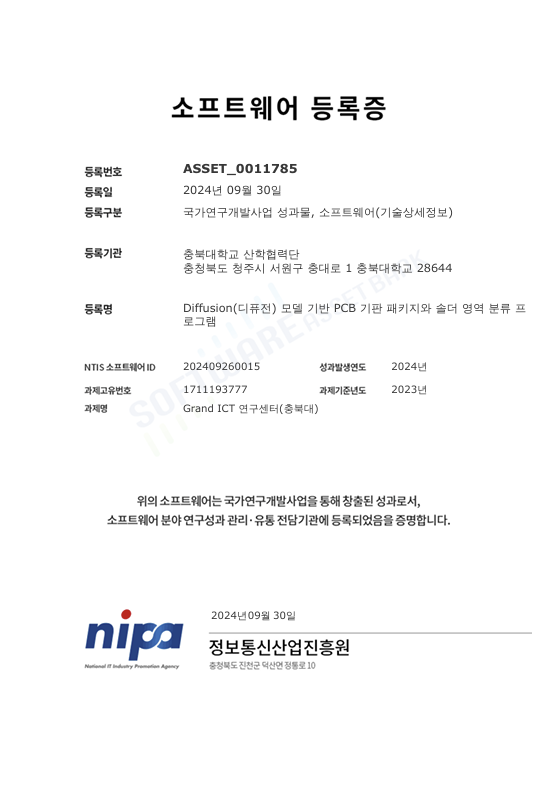 소프트웨어 등록증
등록번호 ASSET_0011785
등록일 2024년 09월 30일
등록구분 국가연구개발사업 성과물, 소프트웨어(기술상세정보)
등록기관 충북대학교 산학협력단
충청북도 청주시 서원구 충대로 1 충북대학교 28644
등록명 Diffusion(디퓨전) 모델 기반 PCB 기판 패키지와 솔더 영역 분류 프
로그램
SOFTWARE ASSET BANK
NTIS 소프트웨어 ID 202409260015 성과발생연도 2024년
과제고유번호 1711193777 과제기준년도 2023년
과제명 Grand ICT 연구센터(충북대)
위의 소프트웨어는 국가연구개발사업을 통해 창출된 성과로서,
소프트웨어 분야 연구성과 관리·유통 전담기관에 등록되었음을 증명합니다.
2024년09월 30일
nipa
National IT Industry Promotion Agency
정보통신산업진흥원
충청북도 진천군 덕산면 정통로 10